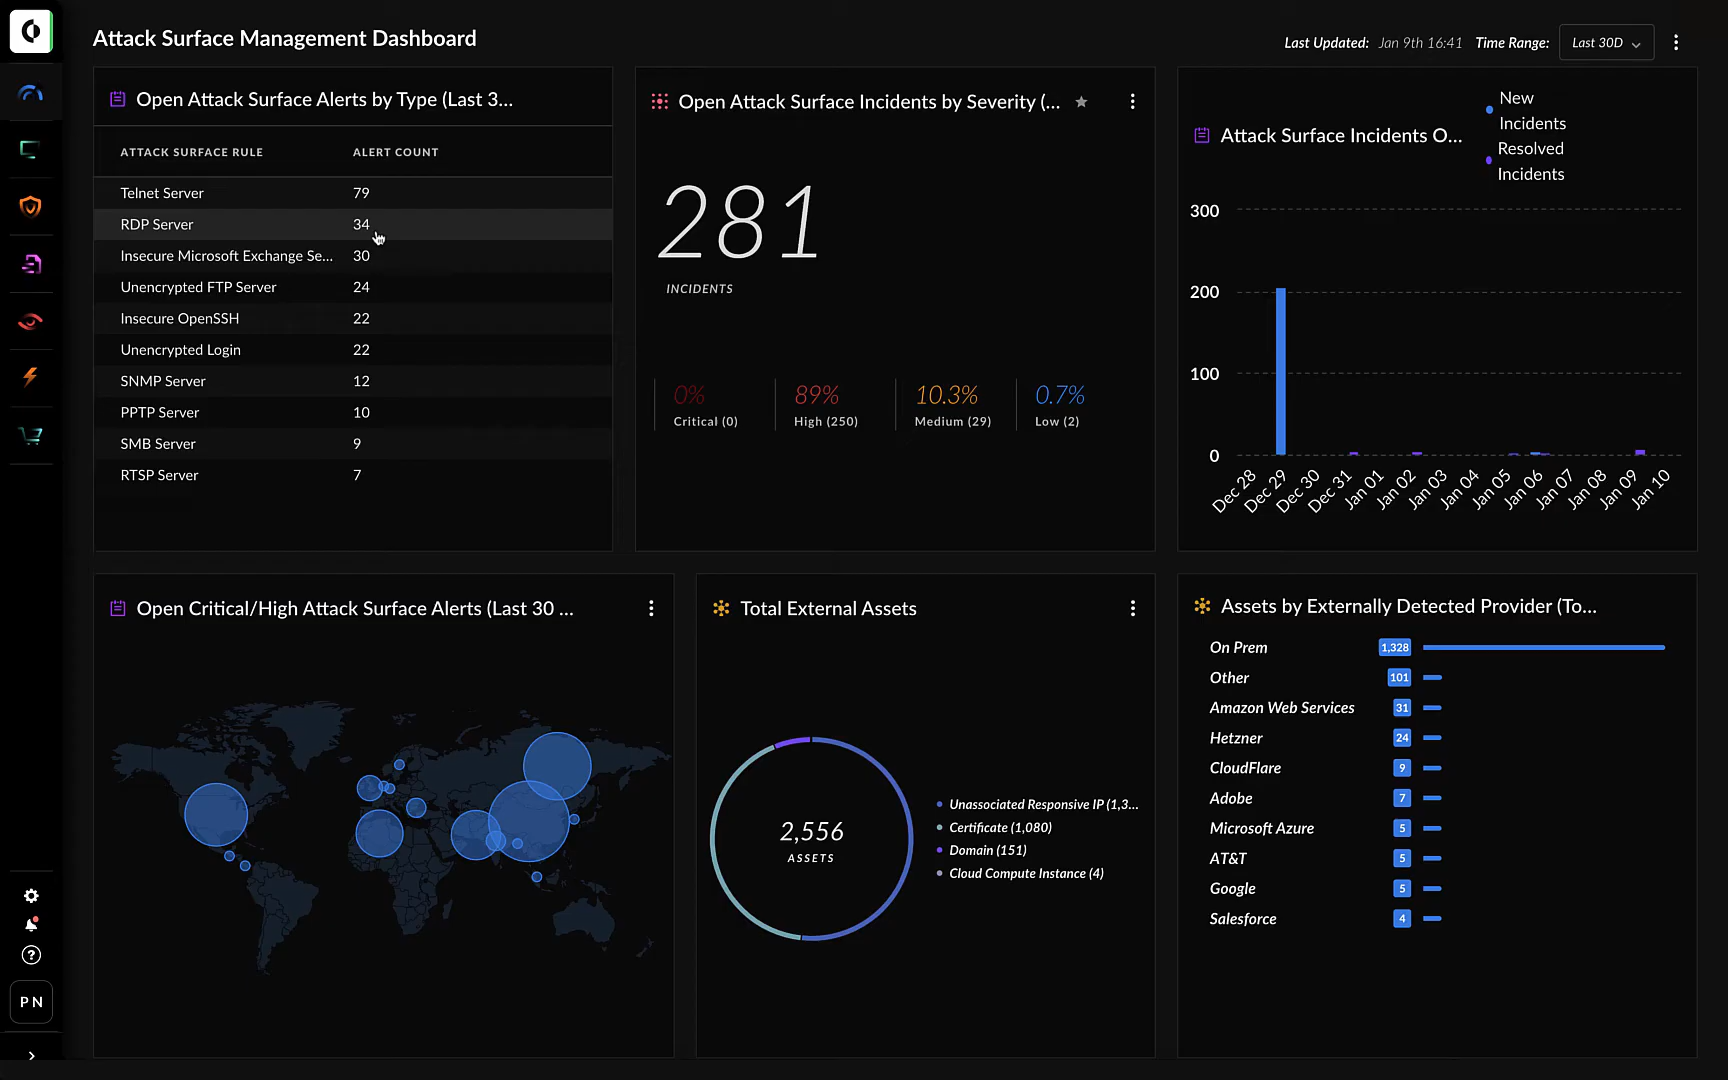 Attack Surface Management Dashboard
Last Updated: Jan 9th 16:41 Time Range: Last 30D
Open Attack Surface Alerts by Type (Last 3...
ATTACK SURFACE RULE ALERT COUNT
Telnet Server 79
RDP Server 34
Insecure Microsoft Exchange Se... 30
Unencrypted FTP Server 24
Insecure OpenSSH 22
Unencrypted Login 22
SNMP Server 12
PPTP Server 10
SMB Server 9
RTSP Server 7
Open Attack Surface Incidents by Severity (...
281
INCIDENTS
0% 89% 10.3% 0.7%
Critical (0) High (250) Medium (29) Low (2)
Attack Surface Incidents O...
New
Incidents
Resolved
Incidents
300
200
100
0
Dec 28 Dec 29 Dec 30 Dec 31 Jan 01 Jan 02 Jan 03 Jan 04 Jan 05 Jan 06 Jan 07 Jan 08 Jan 09 Jan 10
Open Critical/High Attack Surface Alerts (Last 30 ...
Total External Assets
2,556
ASSETS
Unassociated Responsive IP (1,3...
Certificate (1,080)
Domain (151)
Cloud Compute Instance (4)
Assets by Externally Detected Provider (To...
On Prem 1,328
Other 101
Amazon Web Services 31
Hetzner 24
CloudFlare 9
Adobe 7
Microsoft Azure 5
AT&T 5
Google 5
Salesforce 4
PN